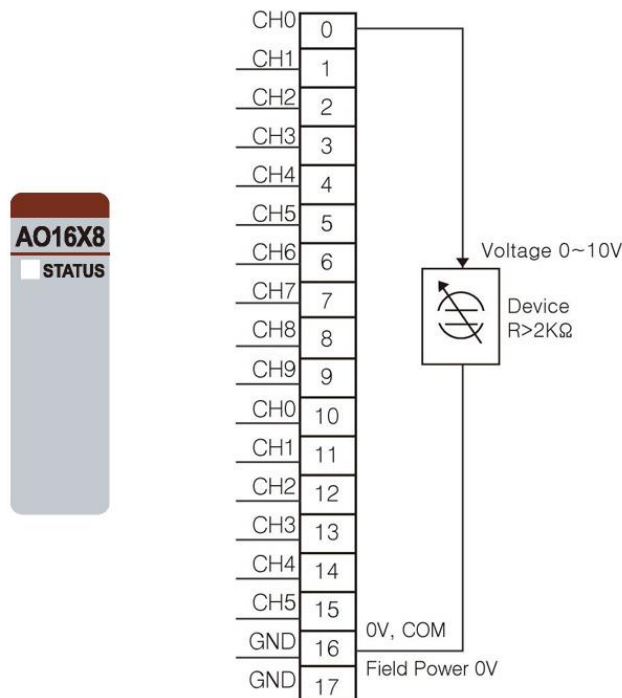 AO16X8
STATUS
CH0 0
CH1 1
CH2 2
CH3 3
CH4 4
CH5 5
CH6 6
CH7 7
CH8 8
CH9 9
CH0 10
CH1 11
CH2 12
CH3 13
CH4 14
CH5 15
GND 16
GND 17
Voltage 0~10V
Device
R>2KΩ
0V, COM
Field Power 0V